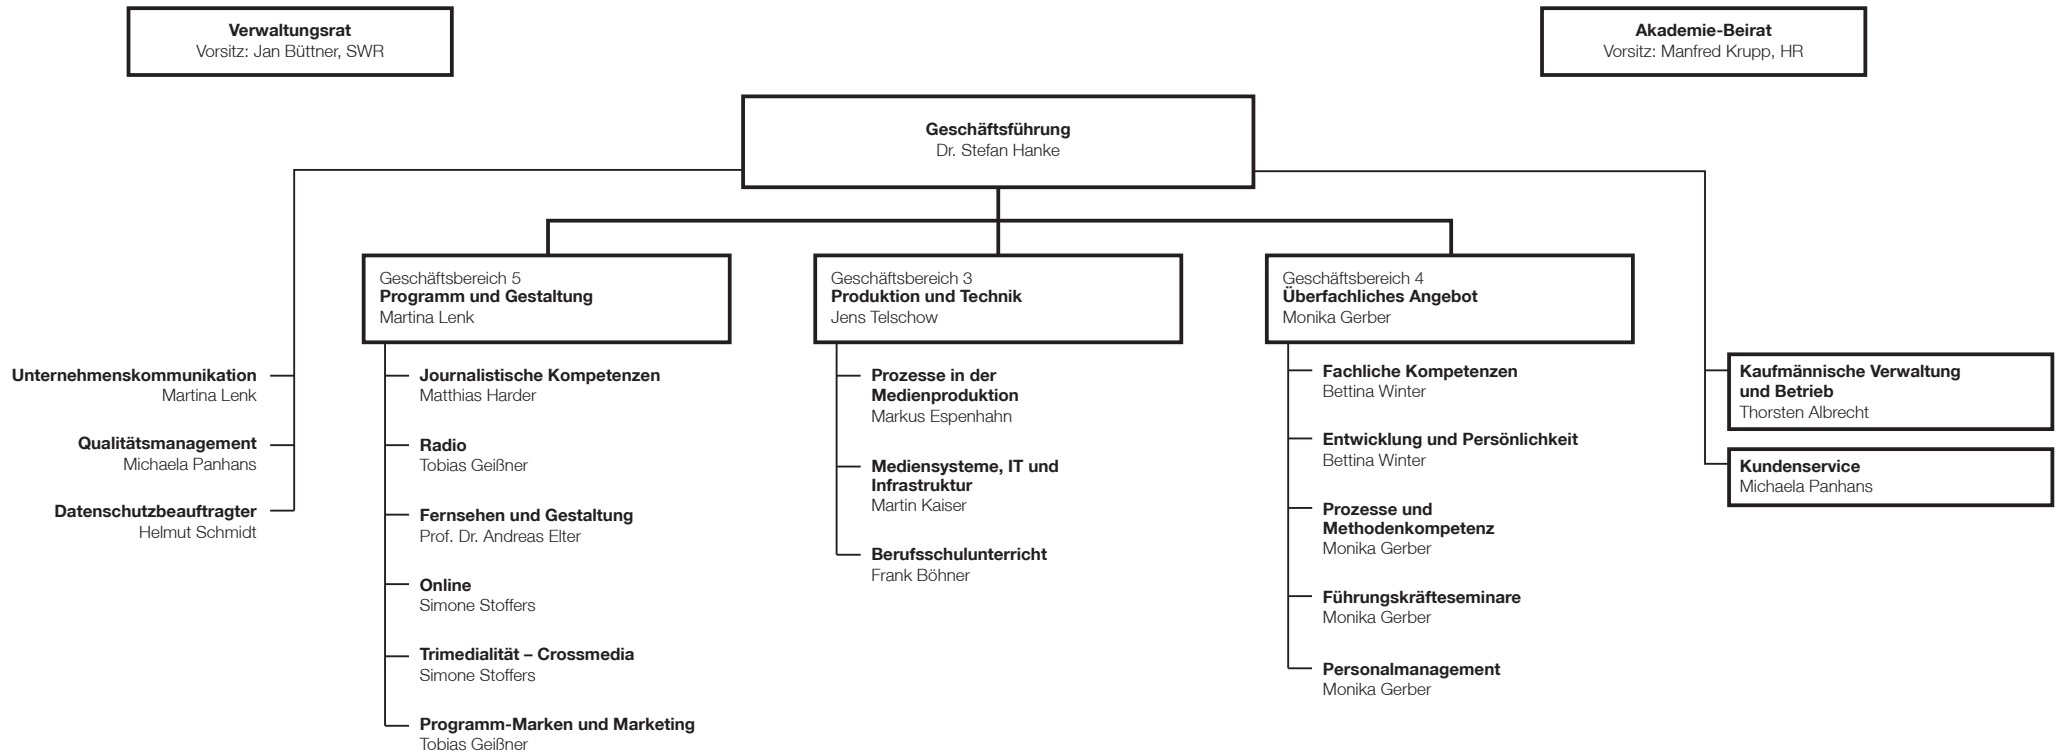 Verwaltungsrat
Vorsitz: Jan Büttner, SWR
Akademie-Beirat
Vorsitz: Manfred Krupp, HR
Geschäftsführung
Dr. Stefan Hanke
Unternehmenskommunikation
Martina Lenk
Qualitätsmanagement
Michaela Panhans
Datenschutzbeauftragter
Helmut Schmidt
Geschäftsbereich 5
Programm und Gestaltung
Martina Lenk
Journalistische Kompetenzen
Matthias Harder
Radio
Tobias Geißner
Fernsehen und Gestaltung
Prof. Dr. Andreas Elter
Online
Simone Stoffers
Trimedialität – Crossmedia
Simone Stoffers
Programm-Marken und Marketing
Tobias Geißner
Geschäftsbereich 3
Produktion und Technik
Jens Telschow
Prozesse in der
Medienproduktion
Markus Espenhahn
Mediensysteme, IT und
Infrastruktur
Martin Kaiser
Berufsschulunterricht
Frank Böhner
Geschäftsbereich 4
Überfachliches Angebot
Monika Gerber
Fachliche Kompetenzen
Bettina Winter
Entwicklung und Persönlichkeit
Bettina Winter
Prozesse und
Methodenkompetenz
Monika Gerber
Führungskräfteseminare
Monika Gerber
Personalmanagement
Monika Gerber
Kaufmännische Verwaltung
und Betrieb
Thorsten Albrecht
Kundenservice
Michaela Panhans